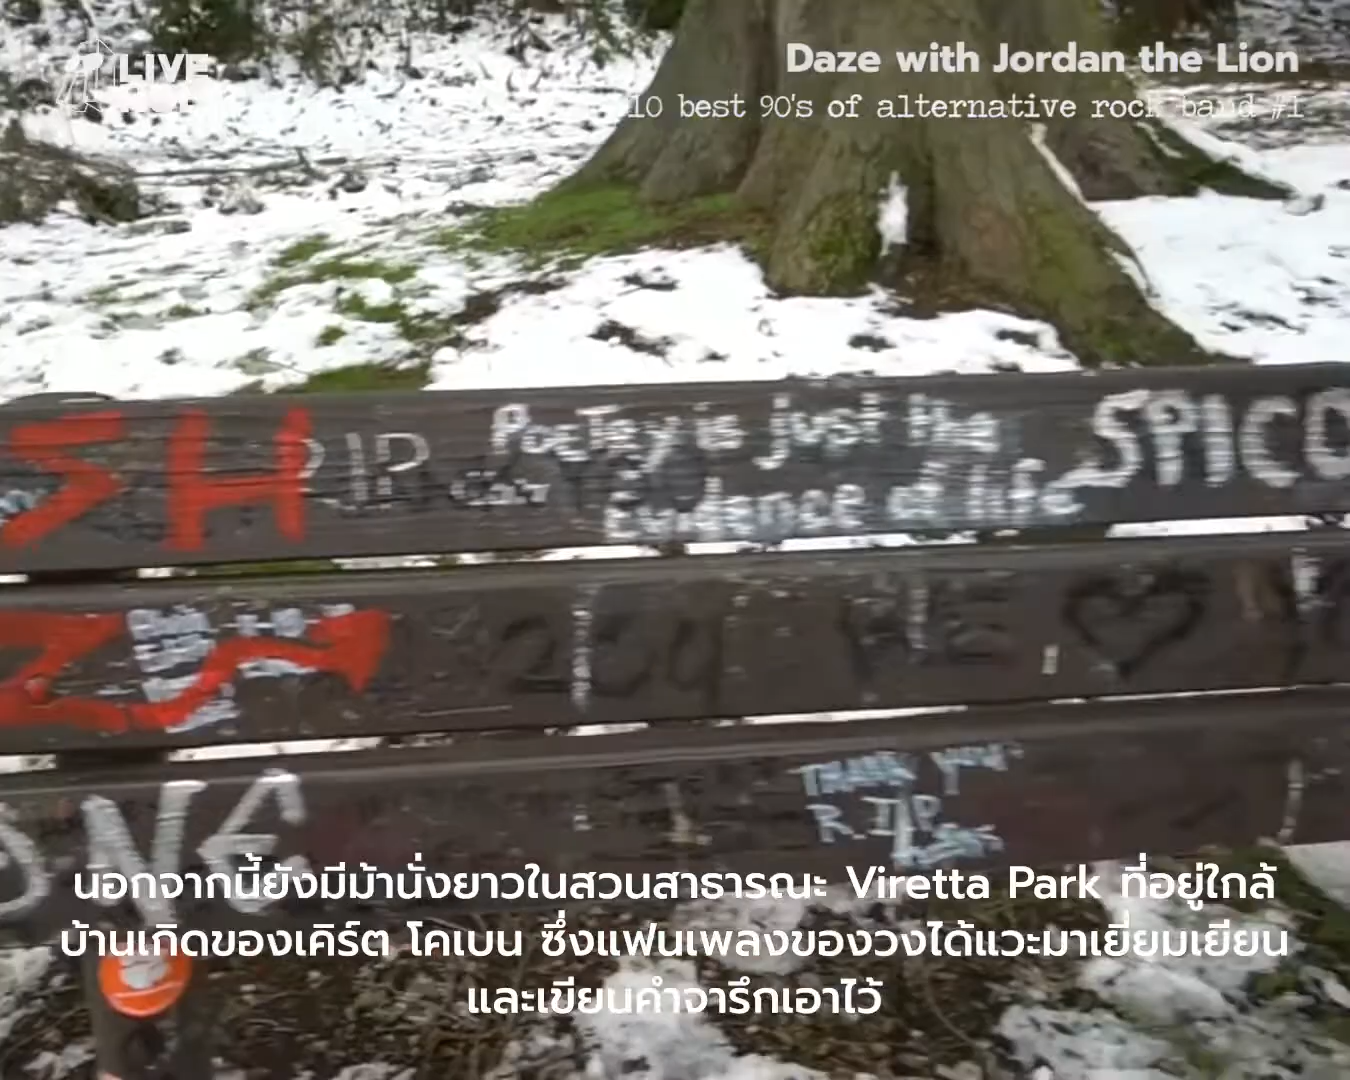 LIVE
Daze with Jordan the Lion
10 best 90's of alternative rock band #1
RIP
Poetry is just the
Evidence of life
SPICO
ΣH
204
ME
THANK you
R.I.P
นอกจากนี้ยังมีม้านั่งยาวในสวนสาธารณะ Viretta Park ที่อยู่ใกล้
บ้านเกิดของเคิร์ต โคเบน ซึ่งแฟนเพลงของวงได้แวะมาเยี่ยมเยียน
และเขียนคำจารึกเอาไว้